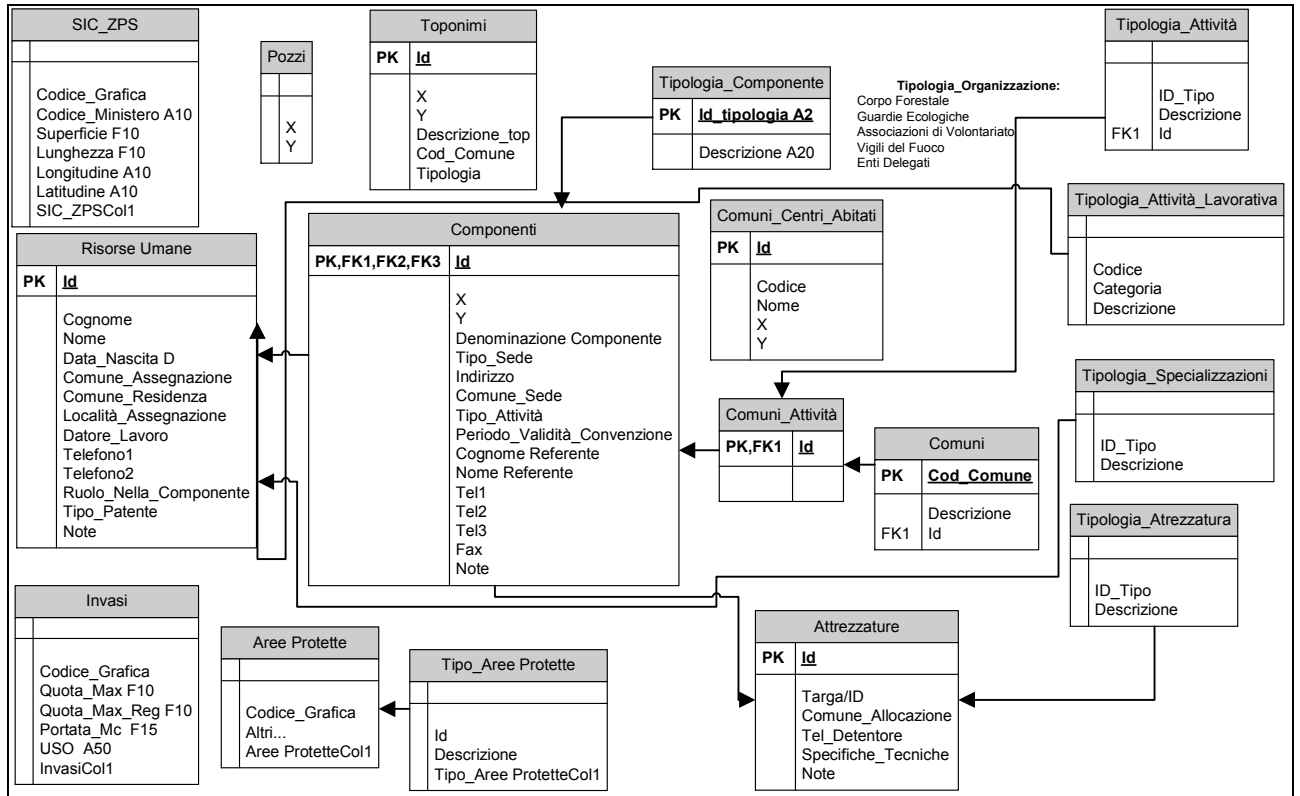 SIC_ZPS
Codice_Grafica
Codice_Ministero A10
Superficie F10
Lunghezza F10
Longitudine A10
Latitudine A10
SIC_ZPSCol1
Pozzi
X
Y
Toponimi
PK Id
X
Y
Descrizione_top
Cod_Comune
Tipologia
Tipologia_Componente
PK Id_tipologia A2
Descrizione A20
Tipologia_Organizzazione:
Corpo Forestale
Guardie Ecologiche
Associazioni di Volontariato
Vigili del Fuoco
Enti Delegati
Tipologia_Attività
ID_Tipo
Descrizione
FK1 Id
Tipologia_Attività_Lavorativa
Codice
Categoria
Descrizione
Risorse Umane
PK Id
Cognome
Nome
Data_Nascita D
Comune_Assegnazione
Comune_Residenza
Località_Assegnazione
Datore_Lavoro
Telefono1
Telefono2
Ruolo_Nella_Componente
Tipo_Patente
Note
Componenti
PK,FK1,FK2,FK3 Id
X
Y
Denominazione Componente
Tipo_Sede
Indirizzo
Comune_Sede
Tipo_Attività
Periodo_Validità_Convenzione
Cognome Referente
Nome Referente
Tel1
Tel2
Tel3
Fax
Note
Comuni_Centri_Abitati
PK Id
Codice
Nome
X
Y
Comuni_Attività
PK,FK1 Id
Comuni
PK Cod_Comune
Descrizione
FK1 Id
Tipologia_Specializzazioni
ID_Tipo
Descrizione
Tipologia_Atrezzatura
ID_Tipo
Descrizione
Invasi
Codice_Grafica
Quota_Max F10
Quota_Max_Reg F10
Portata_Mc F15
USO A50
InvasiCol1
Aree Protette
Codice_Grafica
Altri...
Aree ProtetteCol1
Tipo_Aree Protette
Id
Descrizione
Tipo_Aree ProtetteCol1
Attrezzature
PK Id
Targa/ID
Comune_Allocazione
Tel_Detentore
Specifiche_Tecniche
Note